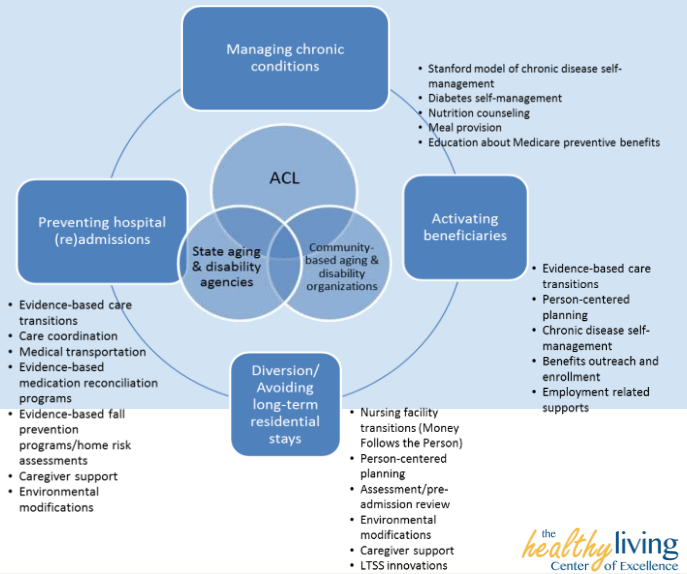 Managing chronic
conditions
• Stanford model of chronic disease self-
management
• Diabetes self-management
• Nutrition counseling
• Meal provision
• Education about Medicare preventive benefits
ACL
State aging
& disability
agencies
Community-
based aging &
disability
organizations
Preventing hospital
(re)admissions
Activating
beneficiaries
• Evidence-based care
transitions
• Person-centered
planning
• Chronic disease self-
management
• Benefits outreach and
enrollment
• Employment related
supports
• Evidence-based care
transitions
• Care coordination
• Medical transportation
• Evidence-based
medication reconciliation
programs
• Evidence-based fall
prevention
programs/home risk
assessments
• Caregiver support
• Environmental
modifications
Diversion/
Avoiding
long-term
residential
stays
• Nursing facility
transitions (Money
Follows the Person)
• Person-centered
planning
• Assessment/pre-
admission review
• Environmental
modifications
• Caregiver support
• LTSS innovations
the
healthyliving
Center of Excellence